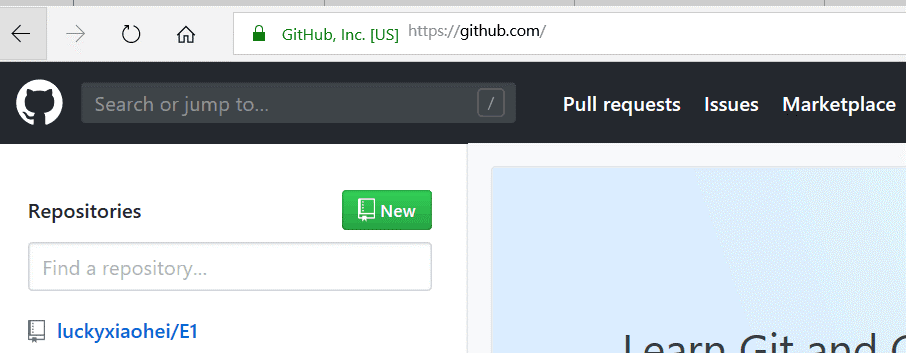 GitHub, Inc. [US] https://github.com/
Search or jump to... /
Pull requests Issues Marketplace
Repositories
New
Find a repository...
luckyxiaohei/E1
Learn Git and